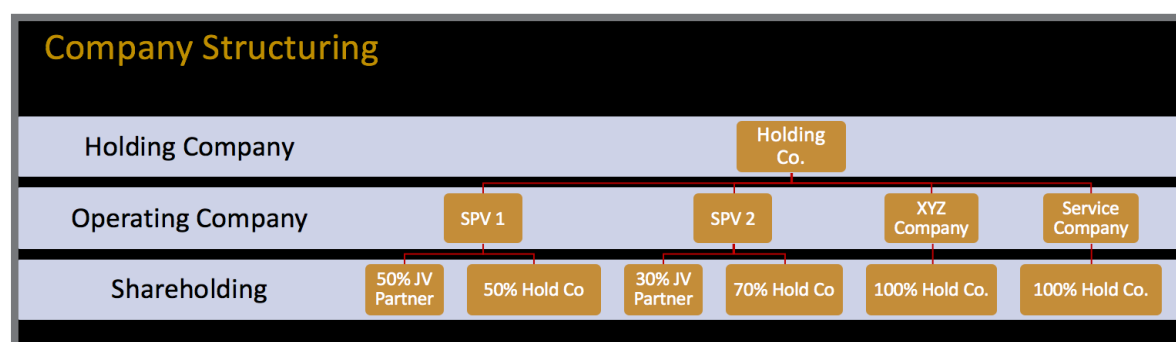 Company Structuring
Holding Company
Holding
Co.
Operating Company
SPV 1
SPV 2
XYZ
Company
Service
Company
Shareholding
50% JV
Partner
50% Hold Co
30% JV
Partner
70% Hold Co
100% Hold Co.
100% Hold Co.